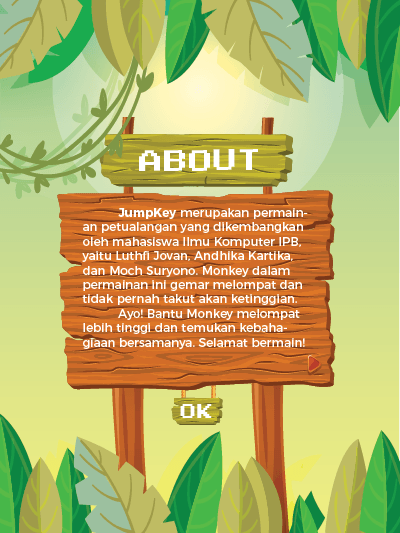 ABOUT
JumpKey merupakan permain-
an petualangan yang dikembangkan
oleh mahasiswa Ilmu Komputer IPB,
yaitu Luthfi Jovan, Andhika Kartika,
dan Moch Suryono. Monkey dalam
permainan ini gemar melompat dan
tidak pernah takut akan ketinggian.
Ayo! Bantu Monkey melompat
lebih tinggi dan temukan kebaha-
giaan bersamanya. Selamat bermain!
OK